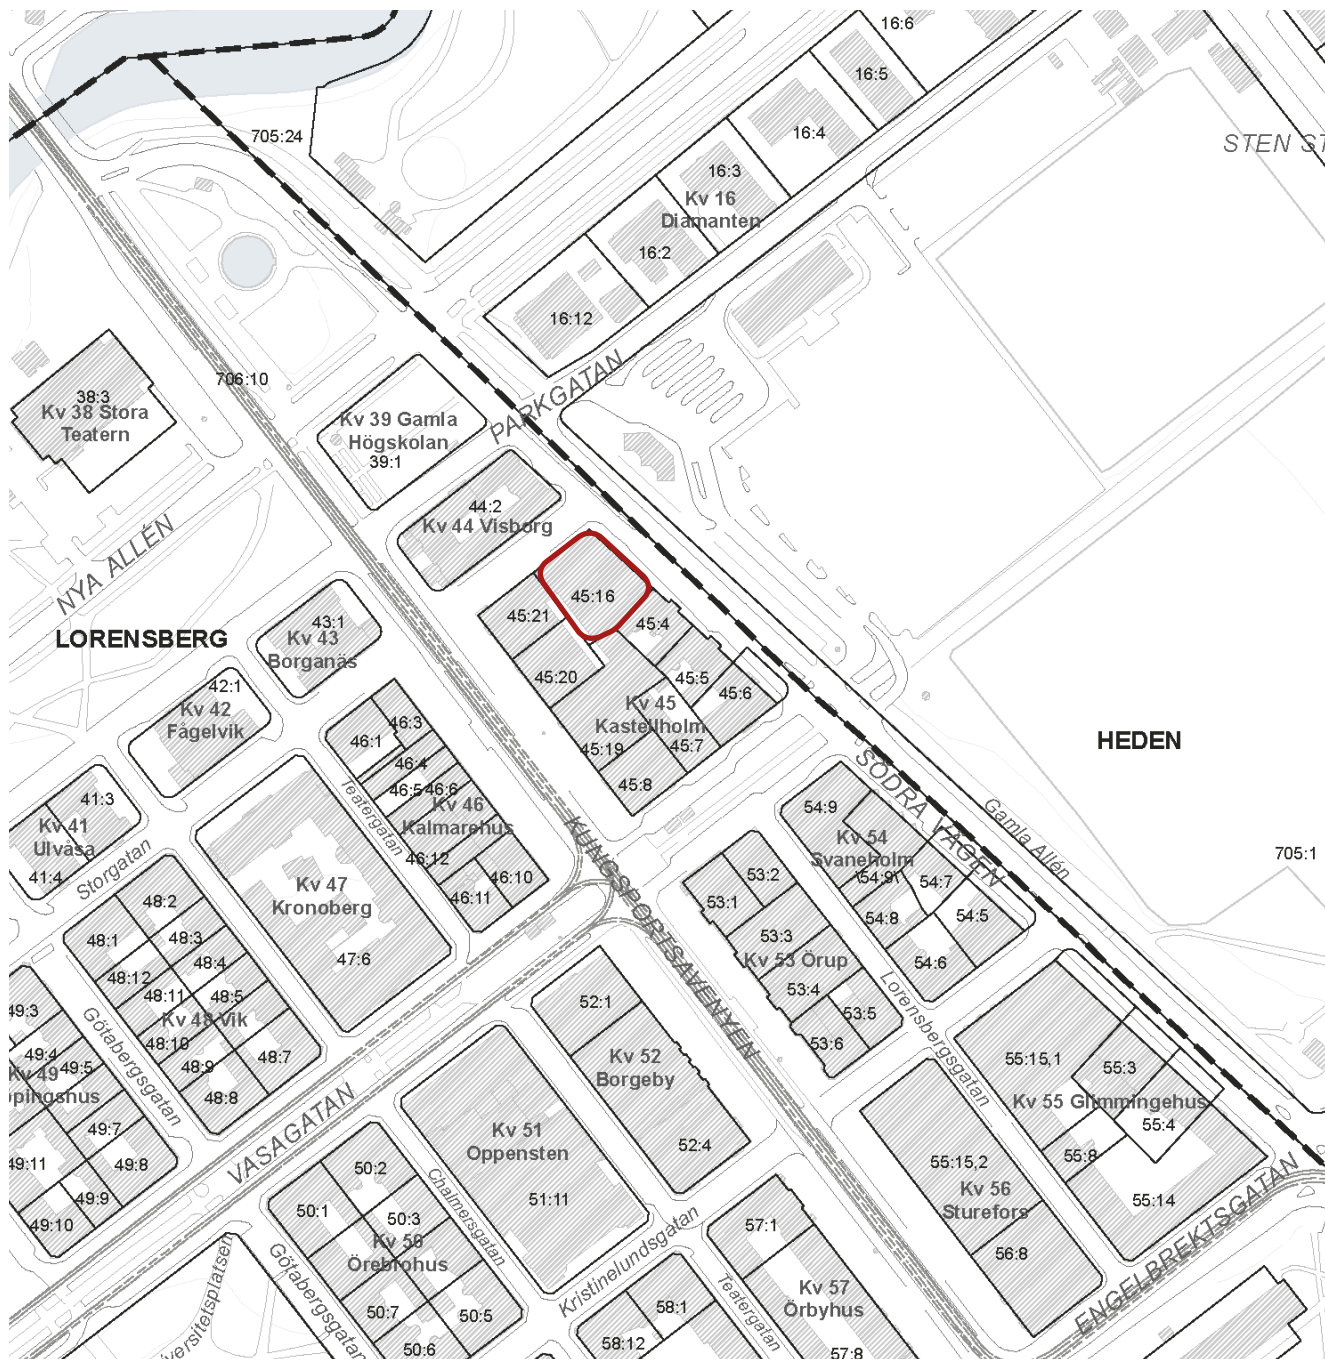 16:6
16:5
705:24
16:4
STEN ST
16:3
Kv 16
Diamanten
16:2
16:12
706:10
PARKGATAN
38:3
Kv 38 Stora
Teatern
Kv 39 Gamla
Högskolan
39:1
44:2
Kv 44 Visborg
NYA ALLÉN
45:16
45:21
45:4
43:1
Kv 43
Borganäs
LORENSBERG
45:20
45:5
45:6
42:1
Kv 42
Fågelvik
Kv 45
Kastellholm
46:3
46:1
45:19
45:7
45:8
HEDEN
46:4
46:5
46:6
Kv 46
Kalmarehus
Teatergatan
SÖDRA VÄGEN
Gamla Allén
41:3
Kv 41
Ulvåsa
41:4
Storgatan
54:9
Kv 54
Svaneholm
\54:9\
54:7
54:8
54:5
54:6
705:1
KUNGSPORTSAVENYEN
46:12
46:10
46:11
53:2
53:1
53:3
Kv 53 Örup
53:4
53:5
53:6
Kv 47
Kronoberg
47:6
48:2
48:1
48:3
48:4
48:12
48:11
48:5
Kv 48 Vik
48:10
48:7
48:9
48:8
Götabergsgatan
Lorensbergsgatan
52:1
Kv 52
Borgeby
52:4
49:3
49:4
Kv 49
49:5
ppingshus
49:7
49:11
49:8
49:9
49:10
VASAGATAN
55:15,1
55:3
Kv 55 Glimmingehus
55:4
55:8
55:14
Kv 51
Oppensten
51:11
55:15,2
Kv 56
Sturefors
56:8
50:2
50:1
50:3
Kv 50
Örebrohus
50:7
50:5
50:6
Chalmersgatan
Götabergsgatan
Kristinelundsgatan
57:1
Kv 57
Örbyhus
57:8
Teatergatan
58:1
58:12
ENGELBREKTSGATAN
iversitetsplatsen